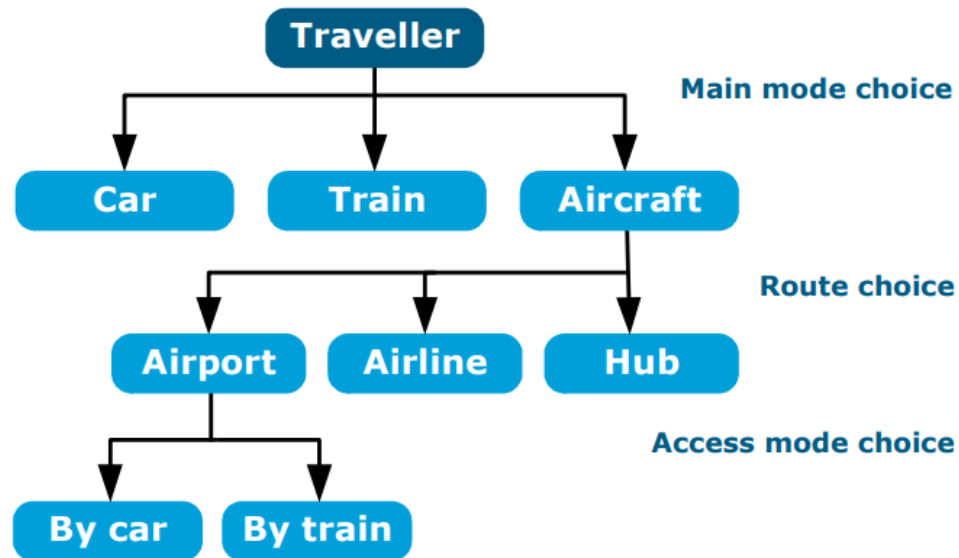 Traveller
Main mode choice
Car
Train
Aircraft
Route choice
Airport
Airline
Hub
Access mode choice
By car
By train